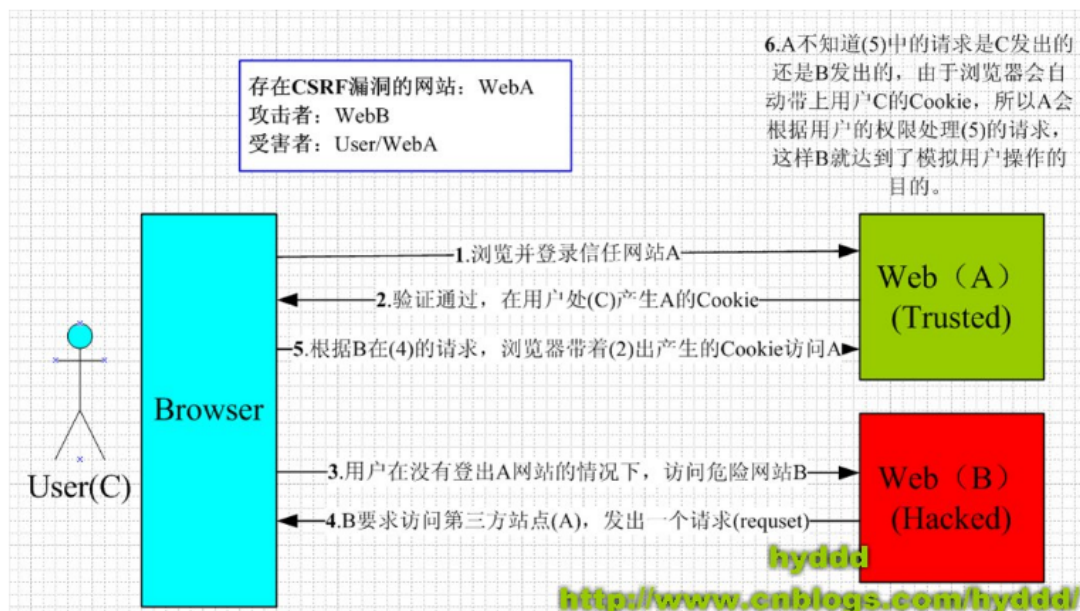 6.A不知道(5)中的请求是C发出的
还是B发出的，由于浏览器会自
动带上用户C的Cookie，所以A会
根据用户的权限处理(5)的请求，
这样B就达到了模拟用户操作的
目的。
存在CSRF漏洞的网站：WebA
攻击者：WebB
受害者：User/WebA
1.浏览并登录信任网站A
2.验证通过，在用户处(C)产生A的Cookie
5.根据B在(4)的请求，浏览器带着(2)出产生的Cookie访问A
Web（A）
(Trusted)
Browser
User(C)
3.用户在没有登出A网站的情况下，访问危险网站B
4.B要求访问第三方站点(A)，发出一个请求(requset)
Web（B）
(Hacked)
hyddd
http://www.cnblogs.com/hyddd/